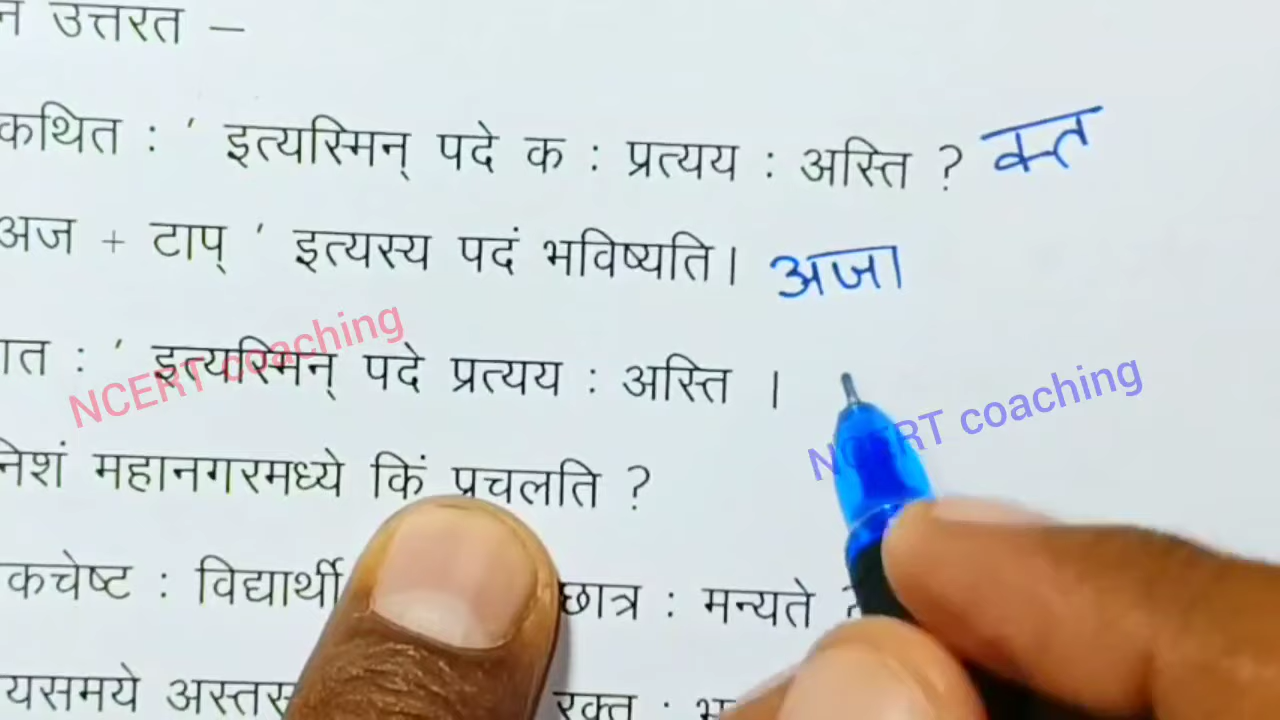 न उत्तरत –
कथित : ' इत्यस्मिन् पदे क : प्रत्यय : अस्ति ? क्त
अज + टाप् ' इत्यस्य पदं भविष्यति। अजा
ात : ' इत्यस्मिन् पदे प्रत्यय : अस्ति ।
NCERT coaching
NCERT coaching
निशं महानगरमध्ये किं प्रचलति ?
कचेष्ट : विद्यार्थी छात्र : मन्यते
यसमये अस्तस रक्त :